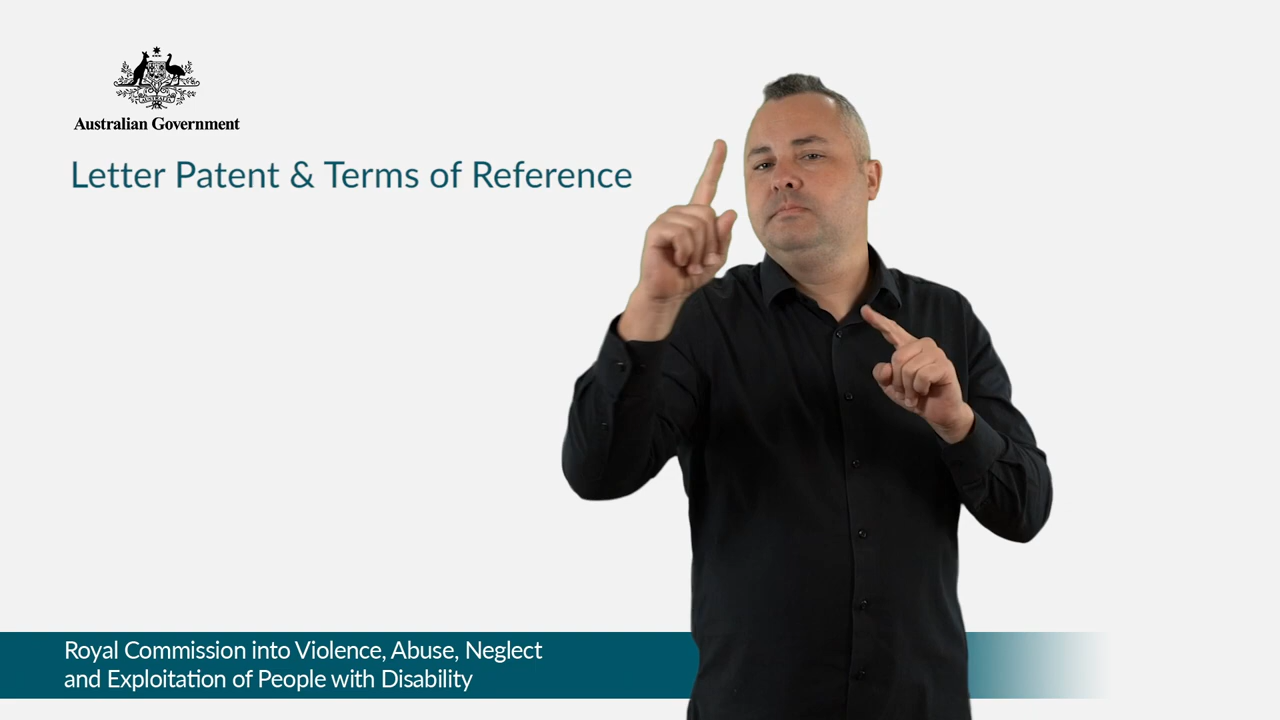 Australian Government
Letter Patent & Terms of Reference
Royal Commission into Violence, Abuse, Neglect
and Exploitation of People with Disability